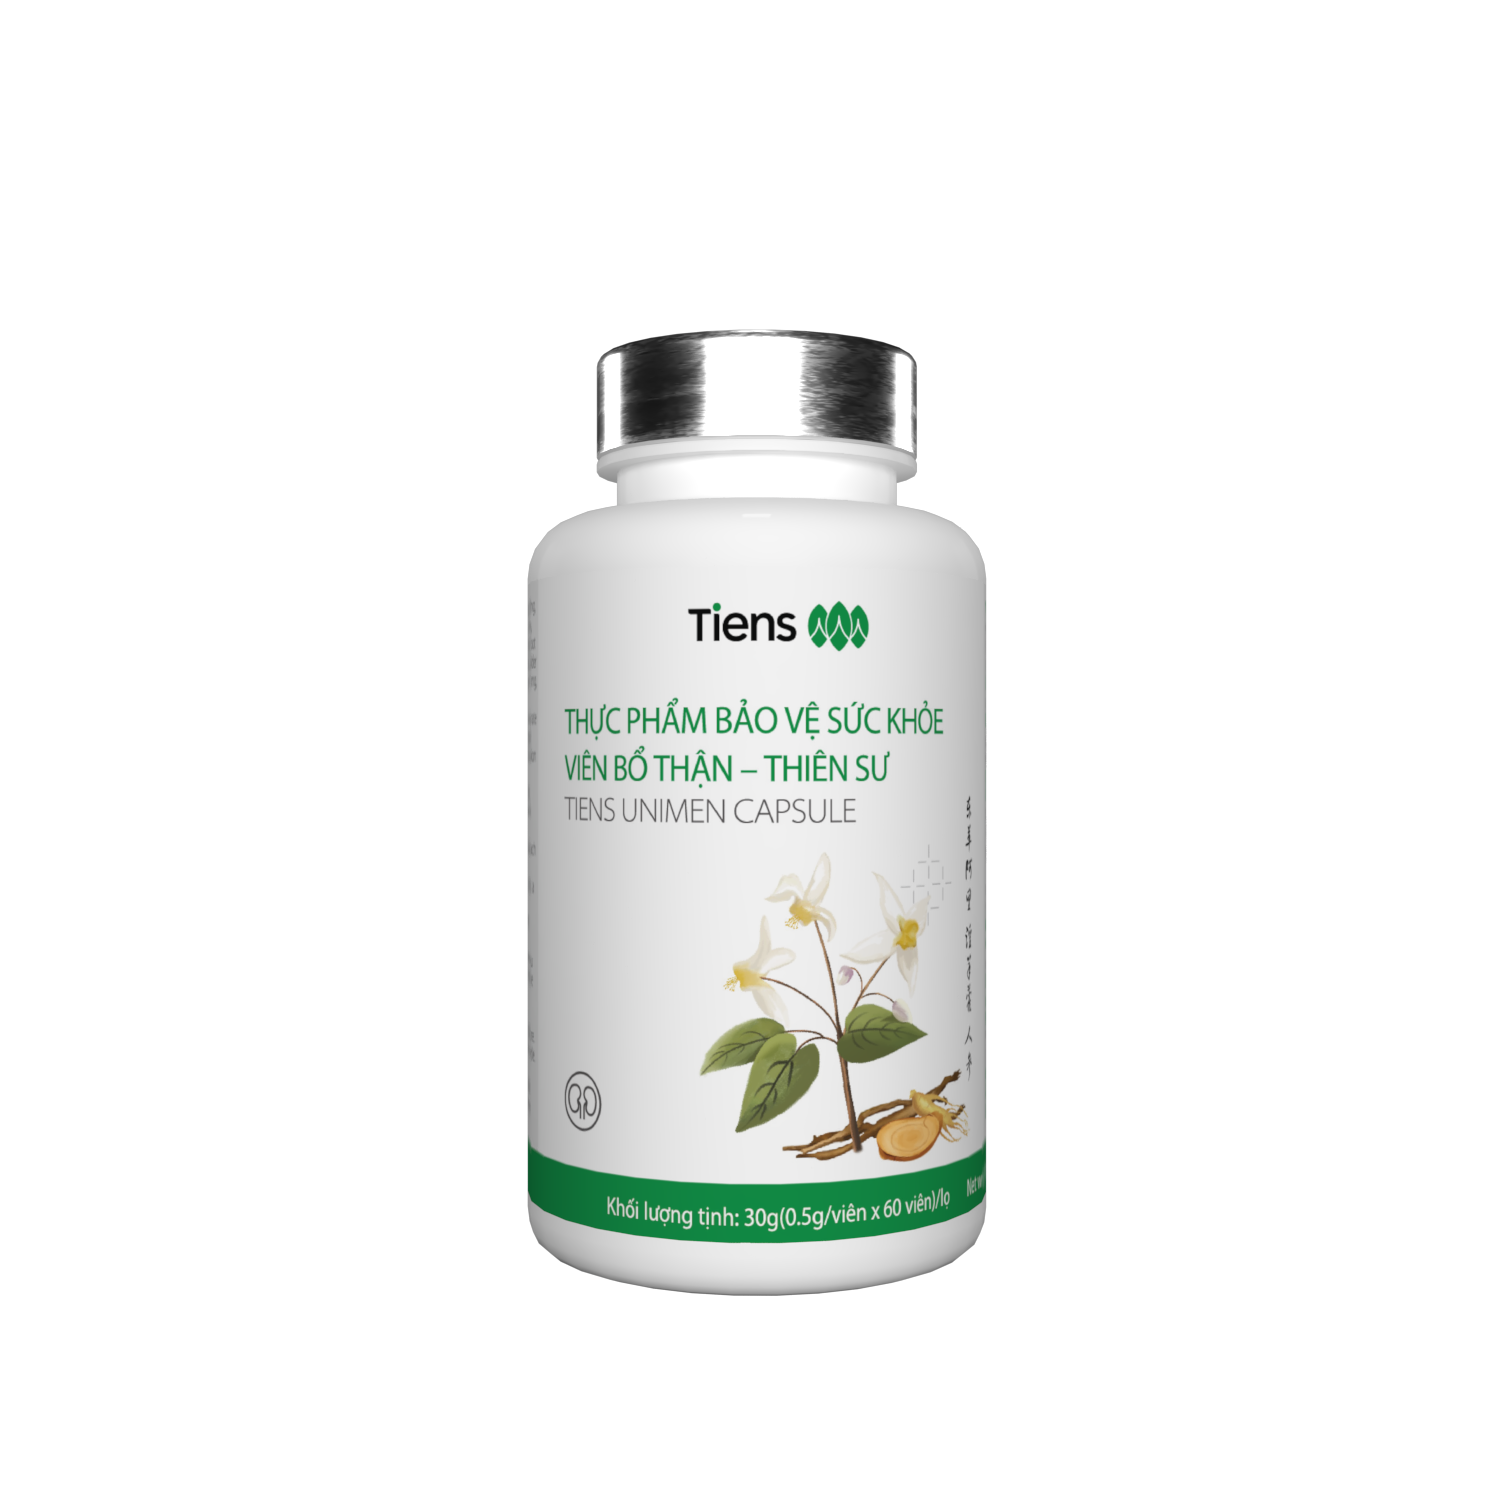 Tiens
THỰC PHẨM BẢO VỆ SỨC KHỎE
VIÊN BỔ THẬN – THIÊN SƯ
TIENS UNIMEN CAPSULE
Khối lượng tịnh: 30g(0.5g/viên x 60 viên)/lọ
Net